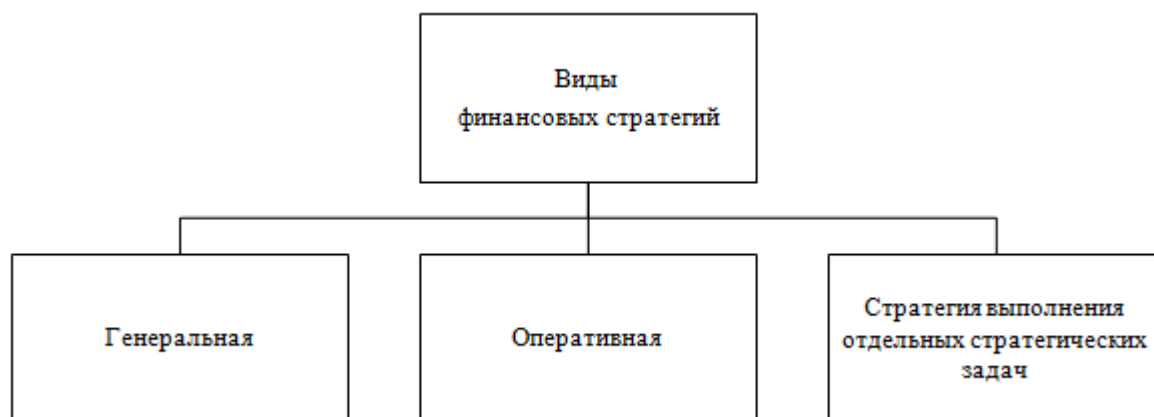 Виды
финансовых стратегий
Генеральная
Оперативная
Стратегия выполнения
отдельных стратегических
задач